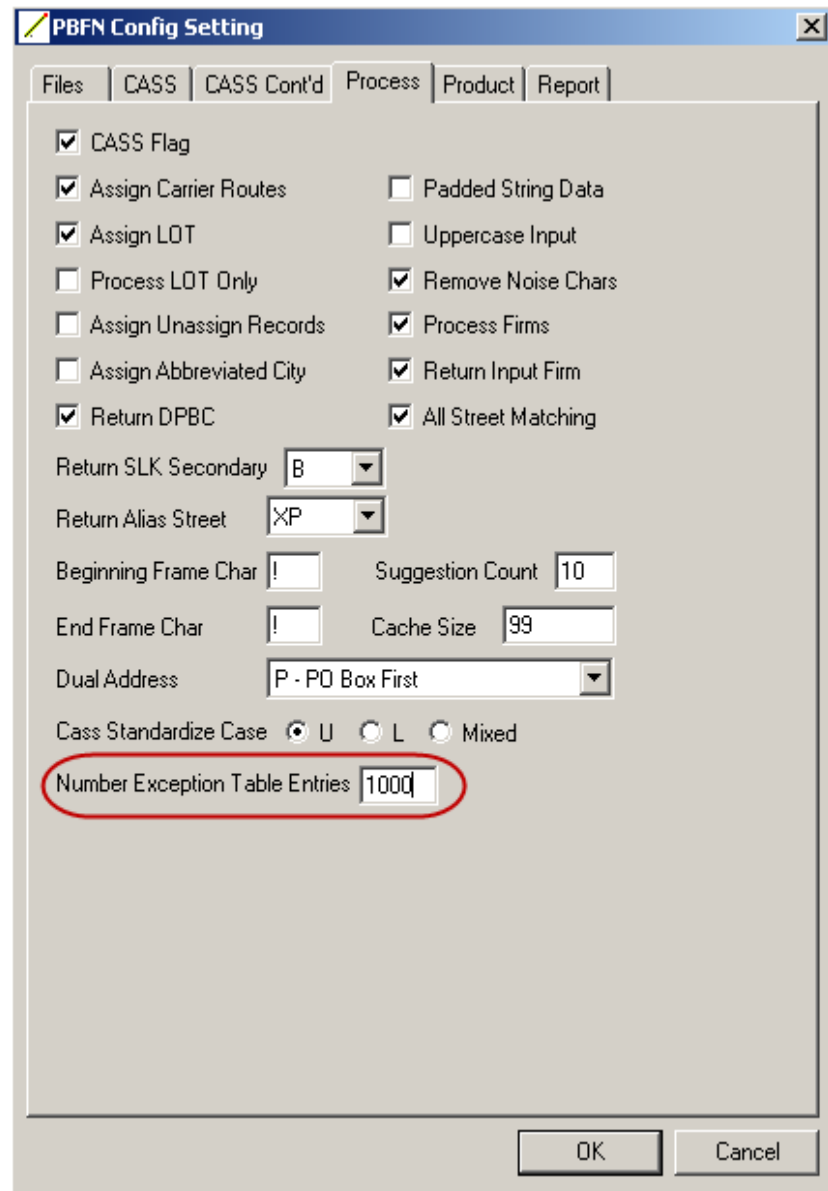 PBFN Config Setting
Files CASS CASS Cont'd Process Product Report
CASS Flag
Assign Carrier Routes Padded String Data
Assign LOT Uppercase Input
Process LOT Only Remove Noise Chars
Assign Unassign Records Process Firms
Assign Abbreviated City Return Input Firm
Return DPBC All Street Matching
Return SLK Secondary B
Return Alias Street XP
Beginning Frame Char ! Suggestion Count 10
End Frame Char ! Cache Size 99
Dual Address P - PO Box First
Cass Standardize Case U L Mixed
Number Exception Table Entries 1000
OK Cancel